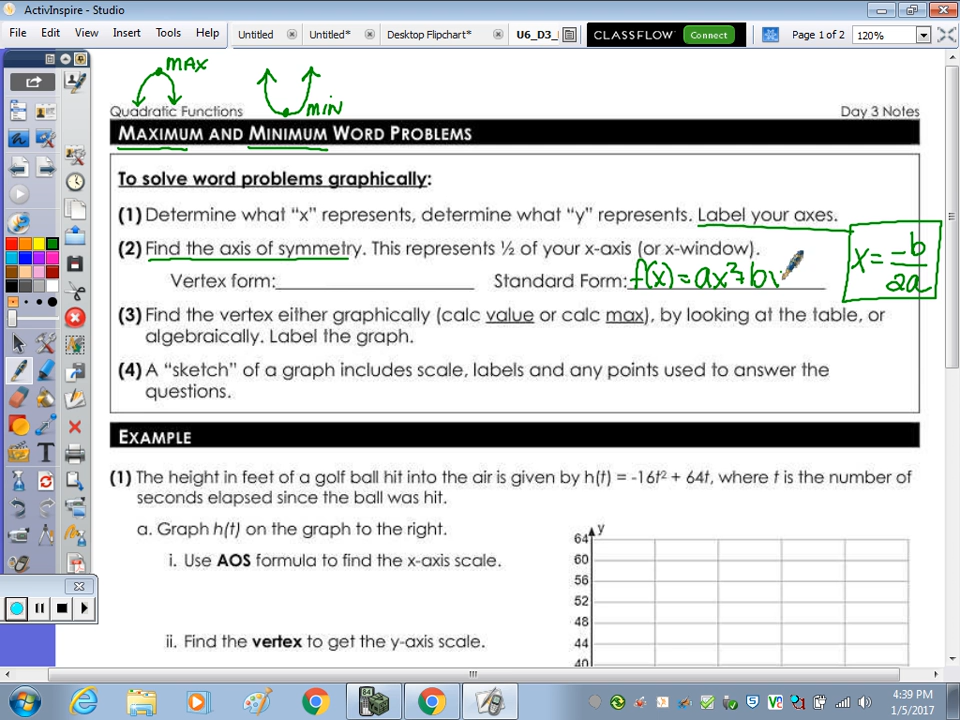 ActivInspire - Studio
File Edit View Insert Tools Help Untitled Untitled* Desktop Flipchart* U6_D3_ CLASSFLOW Connect Page 1 of 2 120%
MAX
MIN
Quadratic Functions Day 3 Notes
MAXIMUM AND MINIMUM WORD PROBLEMS
To solve word problems graphically:
(1) Determine what “x” represents, determine what “y” represents. Label your axes.
(2) Find the axis of symmetry. This represents ½ of your x-axis (or x-window).
x = -b/2a
Vertex form:____ Standard Form: f(x) = ax²+ bx
(3) Find the vertex either graphically (calc value or calc max), by looking at the table, or
algebraically. Label the graph.
(4) A “sketch” of a graph includes scale, labels and any points used to answer the
questions.
EXAMPLE
(1) The height in feet of a golf ball hit into the air is given by h(t) = -16t² + 64t, where t is the number of
seconds elapsed since the ball was hit.
a. Graph h(t) on the graph to the right.
i. Use AOS formula to find the x-axis scale.
ii. Find the vertex to get the y-axis scale.
y
64
60
56
52
48
44
40
4:39 PM
1/5/2017